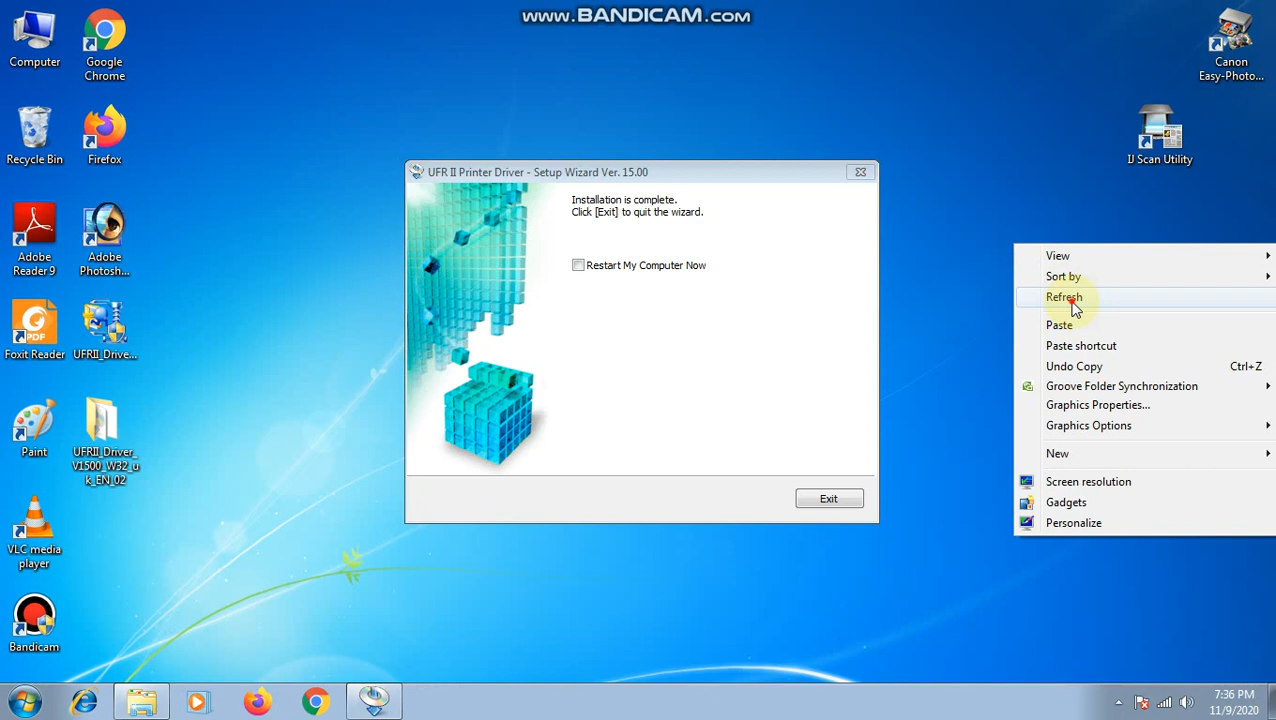 www.BANDICAM.com
Computer
Google
Chrome
Canon
Easy-Photo...
Recycle Bin
Firefox
IJ Scan Utility
Adobe
Reader 9
Adobe
Photosh...
Foxit Reader
UFRII_Drive...
Paint
UFRII_Driver
_V1500_W32_u
k_EN_02
VLC media
player
Bandicam
UFR II Printer Driver - Setup Wizard Ver. 15.00
Installation is complete.
Click [Exit] to quit the wizard.
Restart My Computer Now
Exit
View
Sort by
Refresh
Paste
Paste shortcut
Undo Copy Ctrl+Z
Groove Folder Synchronization
Graphics Properties...
Graphics Options
New
Screen resolution
Gadgets
Personalize
7:36 PM
11/9/2020
PDF